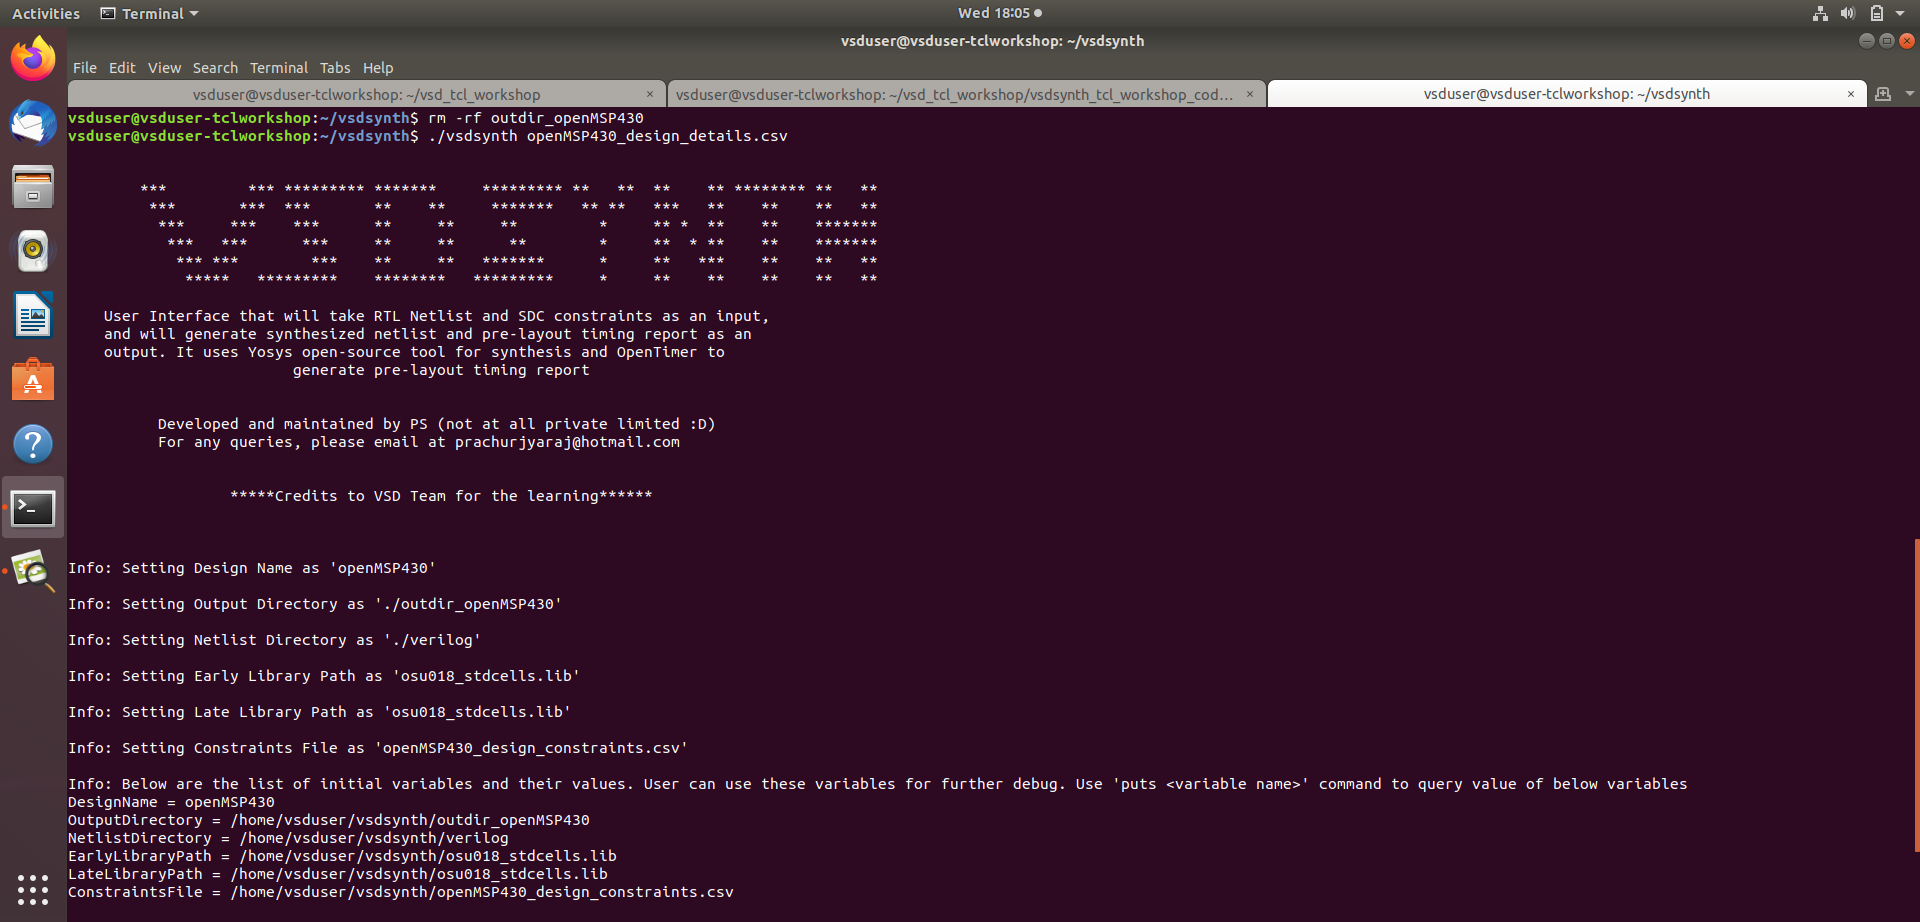 Activities Terminal Wed 18:05
vsduser@vsduser-tclworkshop: ~/vsdsynth
File Edit View Search Terminal Tabs Help
vsduser@vsduser-tclworkshop: ~/vsd_tcl_workshop × vsduser@vsduser-tclworkshop: ~/vsd_tcl_workshop/vsdsynth_tcl_workshop_cod... × vsduser@vsduser-tclworkshop: ~/vsdsynth ×
vsduser@vsduser-tclworkshop:~/vsdsynth$ rm -rf outdir_openMSP430
vsduser@vsduser-tclworkshop:~/vsdsynth$ ./vsdsynth openMSP430_design_details.csv
        ***         *** ********* *******     ********* **   **  **    ** ******** **   **
         ***       ***  ***       **    **     *******   ** **   ***   **    **    **   **
          ***     ***    ***      **     **     **         *     ** *  **    **    *******
           ***   ***      ***     **     **      **        *     **  * **    **    *******
            *** ***        ***    **     **   *******      *     **   ***    **    **   **
             *****   *********    ********   *********     *     **    **    **    **   **
User Interface that will take RTL Netlist and SDC constraints as an input,
and will generate synthesized netlist and pre-layout timing report as an
output. It uses Yosys open-source tool for synthesis and OpenTimer to
generate pre-layout timing report
Developed and maintained by PS (not at all private limited :D)
For any queries, please email at prachurjyaraj@hotmail.com
*****Credits to VSD Team for the learning******
Info: Setting Design Name as 'openMSP430'
Info: Setting Output Directory as './outdir_openMSP430'
Info: Setting Netlist Directory as './verilog'
Info: Setting Early Library Path as 'osu018_stdcells.lib'
Info: Setting Late Library Path as 'osu018_stdcells.lib'
Info: Setting Constraints File as 'openMSP430_design_constraints.csv'
Info: Below are the list of initial variables and their values. User can use these variables for further debug. Use 'puts <variable name>' command to query value of below variables
DesignName = openMSP430
OutputDirectory = /home/vsduser/vsdsynth/outdir_openMSP430
NetlistDirectory = /home/vsduser/vsdsynth/verilog
EarlyLibraryPath = /home/vsduser/vsdsynth/osu018_stdcells.lib
LateLibraryPath = /home/vsduser/vsdsynth/osu018_stdcells.lib
ConstraintsFile = /home/vsduser/vsdsynth/openMSP430_design_constraints.csv